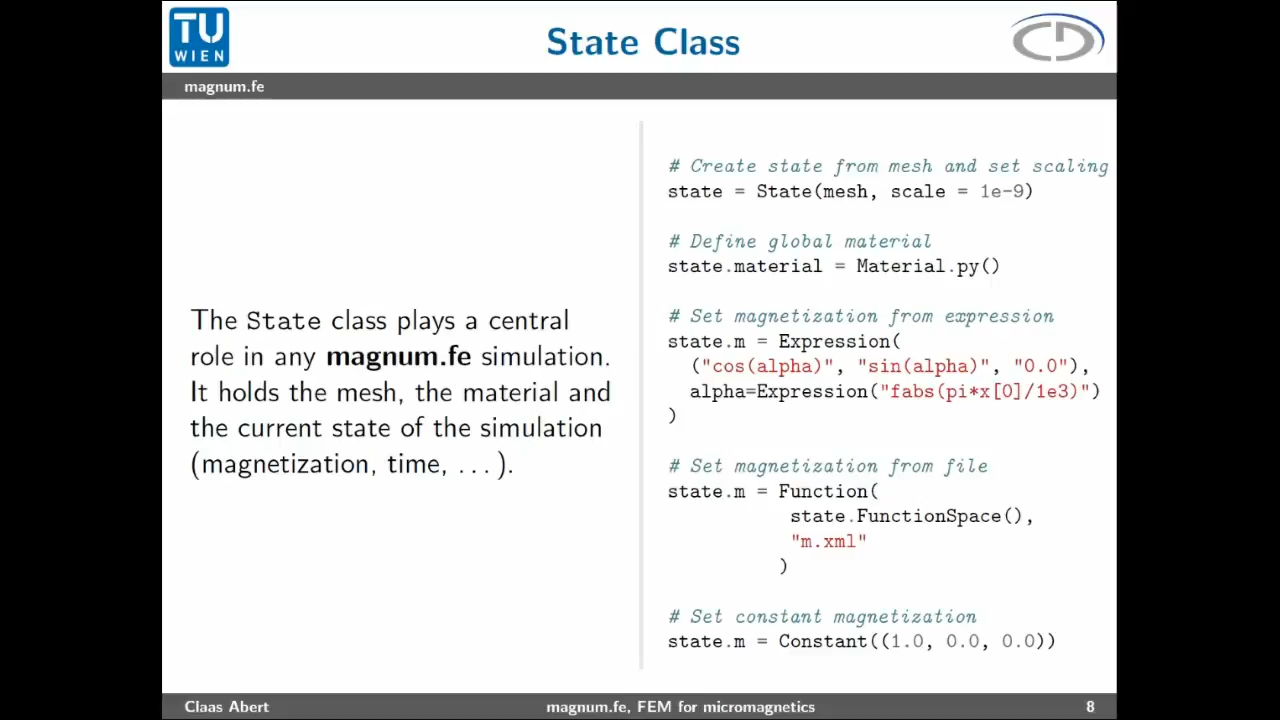 TU
WIEN
State Class
CD
magnum.fe
The State class plays a central
role in any magnum.fe simulation.
It holds the mesh, the material and
the current state of the simulation
(magnetization, time, ...).
# Create state from mesh and set scaling
state = State(mesh, scale = 1e-9)
# Define global material
state.material = Material.py()
# Set magnetization from expression
state.m = Expression(
("cos(alpha)", "sin(alpha)", "0.0"),
alpha=Expression("fabs(pi*x[0]/1e3)")
)
# Set magnetization from file
state.m = Function(
state.FunctionSpace(),
"m.xml"
)
# Set constant magnetization
state.m = Constant((1.0, 0.0, 0.0))
Claas Abert
magnum.fe, FEM for micromagnetics
8